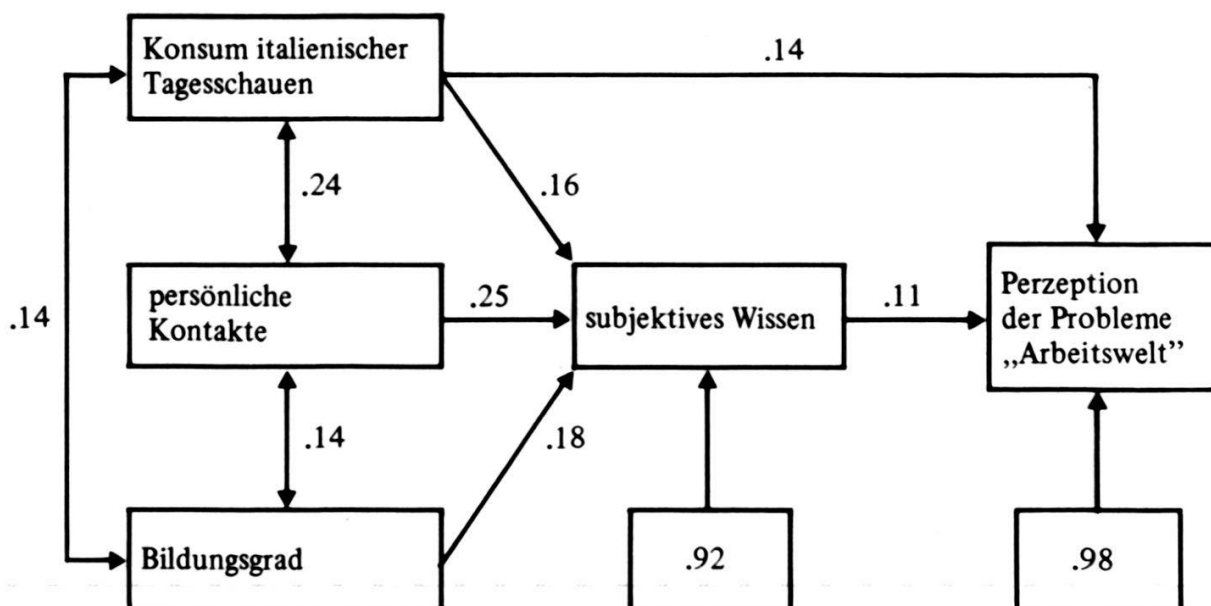 Konsum italienischer
Tagesschauen
.14
.24
.16
.14
persönliche
Kontakte
.25
subjektives Wissen
.11
Perzeption
der Probleme
„Arbeitswelt”
.14
.18
Bildungsgrad
.92
.98